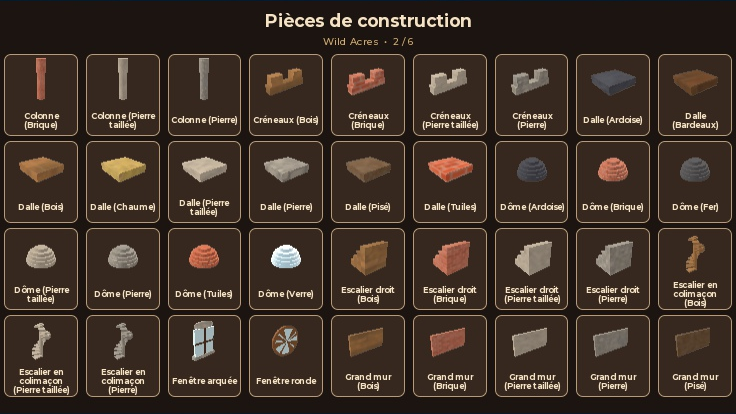 Pièces de construction
Wild Acres • 2/6
Colonne
(Brique)
Colonne (Pierre
taillée)
Colonne (Pierre)
Créneaux (Bois)
Créneaux
(Brique)
Créneaux
(Pierre taillée)
Créneaux
(Pierre)
Dalle (Ardoise)
Dalle
(Bardeaux)
Dalle (Bois)
Dalle (Chaume)
Dalle (Pierre
taillée)
Dalle (Pierre)
Dalle (Pisé)
Dalle (Tuiles)
Dôme (Ardoise)
Dôme (Brique)
Dôme (Fer)
Dôme (Pierre
taillée)
Dôme (Pierre)
Dôme (Tuiles)
Dôme (Verre)
Escalier droit
(Bois)
Escalier droit
(Brique)
Escalier droit
(Pierre taillée)
Escalier droit
(Pierre)
Escalier en
colimaçon
(Bois)
Escalier en
colimaçon
(Pierre taillée)
Escalier en
colimaçon
(Pierre)
Fenêtre arquée
Fenêtre ronde
Grand mur
(Bois)
Grand mur
(Brique)
Grand mur
(Pierre taillée)
Grand mur
(Pierre)
Grand mur
(Pisé)